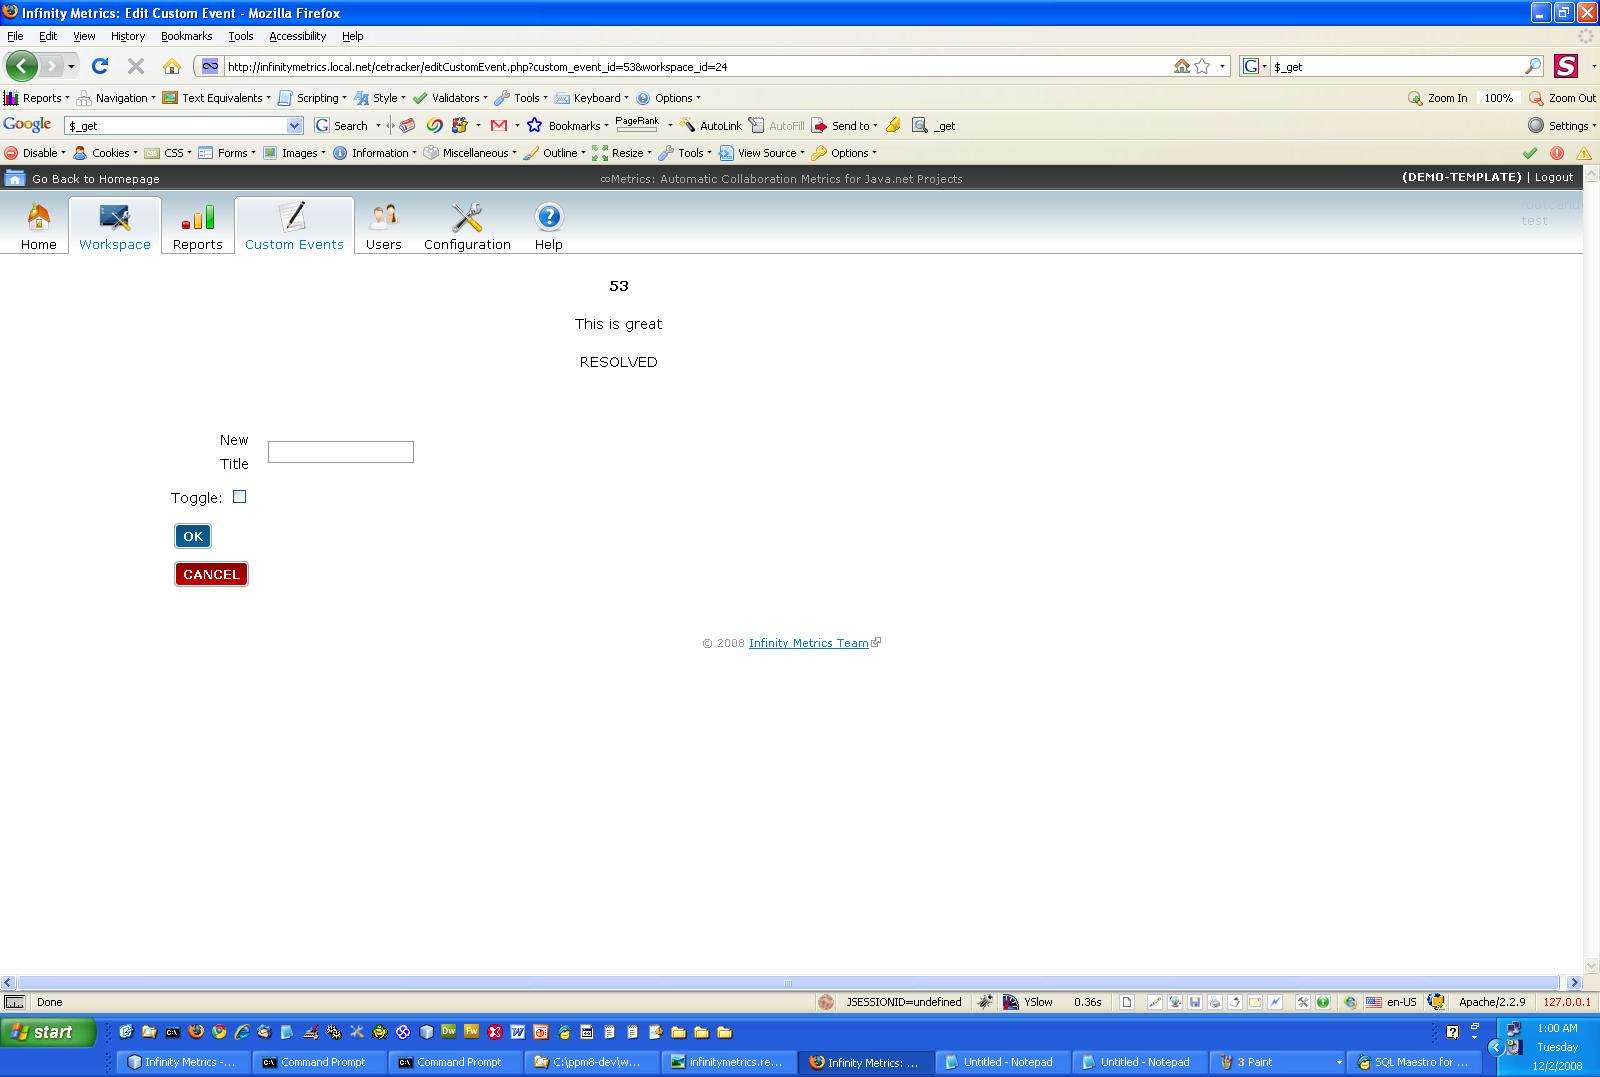 Infinity Metrics: Edit Custom Event - Mozilla Firefox
File Edit View History Bookmarks Tools Accessibility Help
http://infinitymetrics.local.net/cetracker/editCustomEvent.php?custom_event_id=53&workspace_id=24 G $_get S
Reports Navigation Text Equivalents Scripting Style Validators Tools Keyboard Options Zoom In 100% Zoom Out
Google $_get G Search Bookmarks PageRank AutoLink AutoFill Send to _get Settings
Disable Cookies CSS Forms Images Information Miscellaneous Outline Resize Tools View Source Options
Go Back to Homepage ∞Metrics: Automatic Collaboration Metrics for Java.net Projects (DEMO-TEMPLATE) | Logout
test
Home Workspace Reports Custom Events Users Configuration Help
53
This is great
RESOLVED
New
Title
Toggle:
OK
CANCEL
© 2008 Infinity Metrics Team
Done JSESSIONID=undefined YSlow 0.36s en-US Apache/2.2.9 127.0.0.1
start Dw Fw W 1:00 AM
Tuesday
12/2/2008
Infinity Metrics -... Command Prompt Command Prompt C:\ppm8-dev\w... infinitymetrics.re... Infinity Metrics: ... Untitled - Notepad Untitled - Notepad 3 Paint SQL Maestro for ...